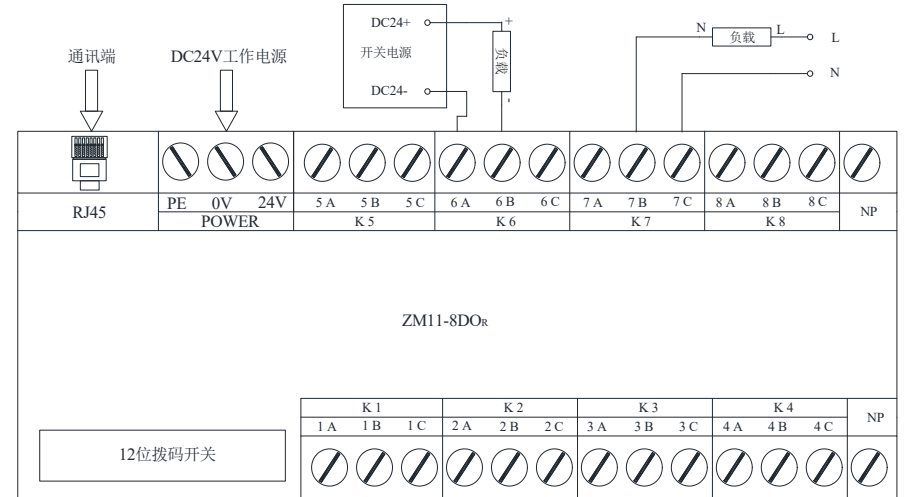 DC24+
开关电源
DC24-
+
负载
-
N
负载
L
L
N
通讯端
DC24V工作电源
RJ45
PE 0V 24V
POWER
5 A 5 B 5 C
K 5
6 A 6 B 6 C
K 6
7 A 7 B 7 C
K 7
8 A 8 B 8 C
K 8
NP
ZM11-8DOR
12位拨码开关
K 1
1 A 1 B 1 C
K 2
2 A 2 B 2 C
K 3
3 A 3 B 3 C
K 4
4 A 4 B 4 C
NP